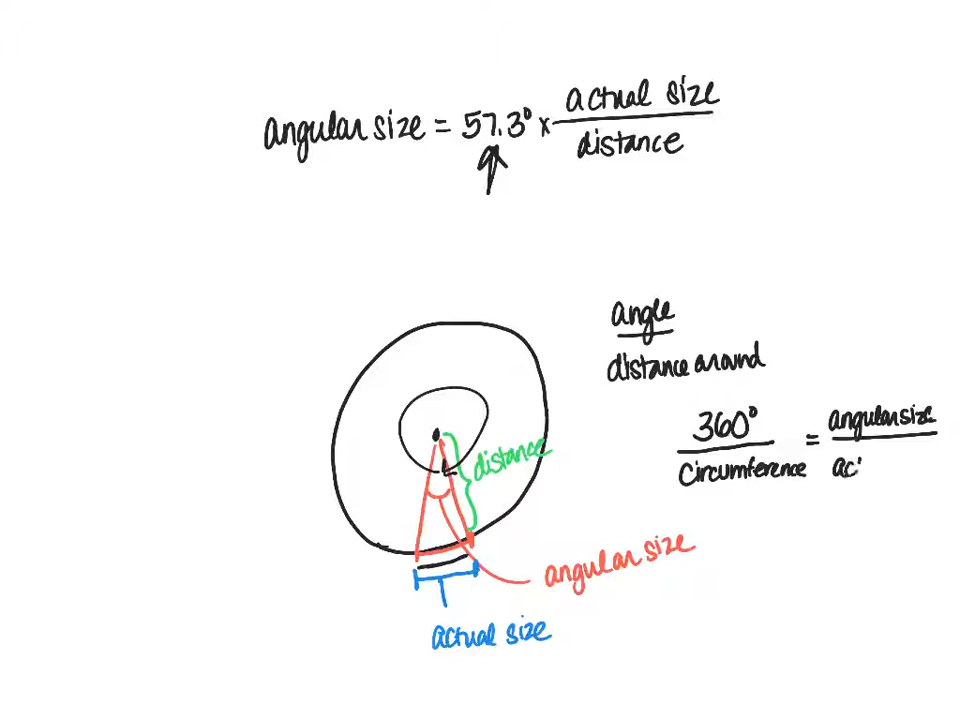 angular size = 57.3° × actual size / distance
angle
distance around
360° / circumference = angular size / ac
distance
angular size
actual size